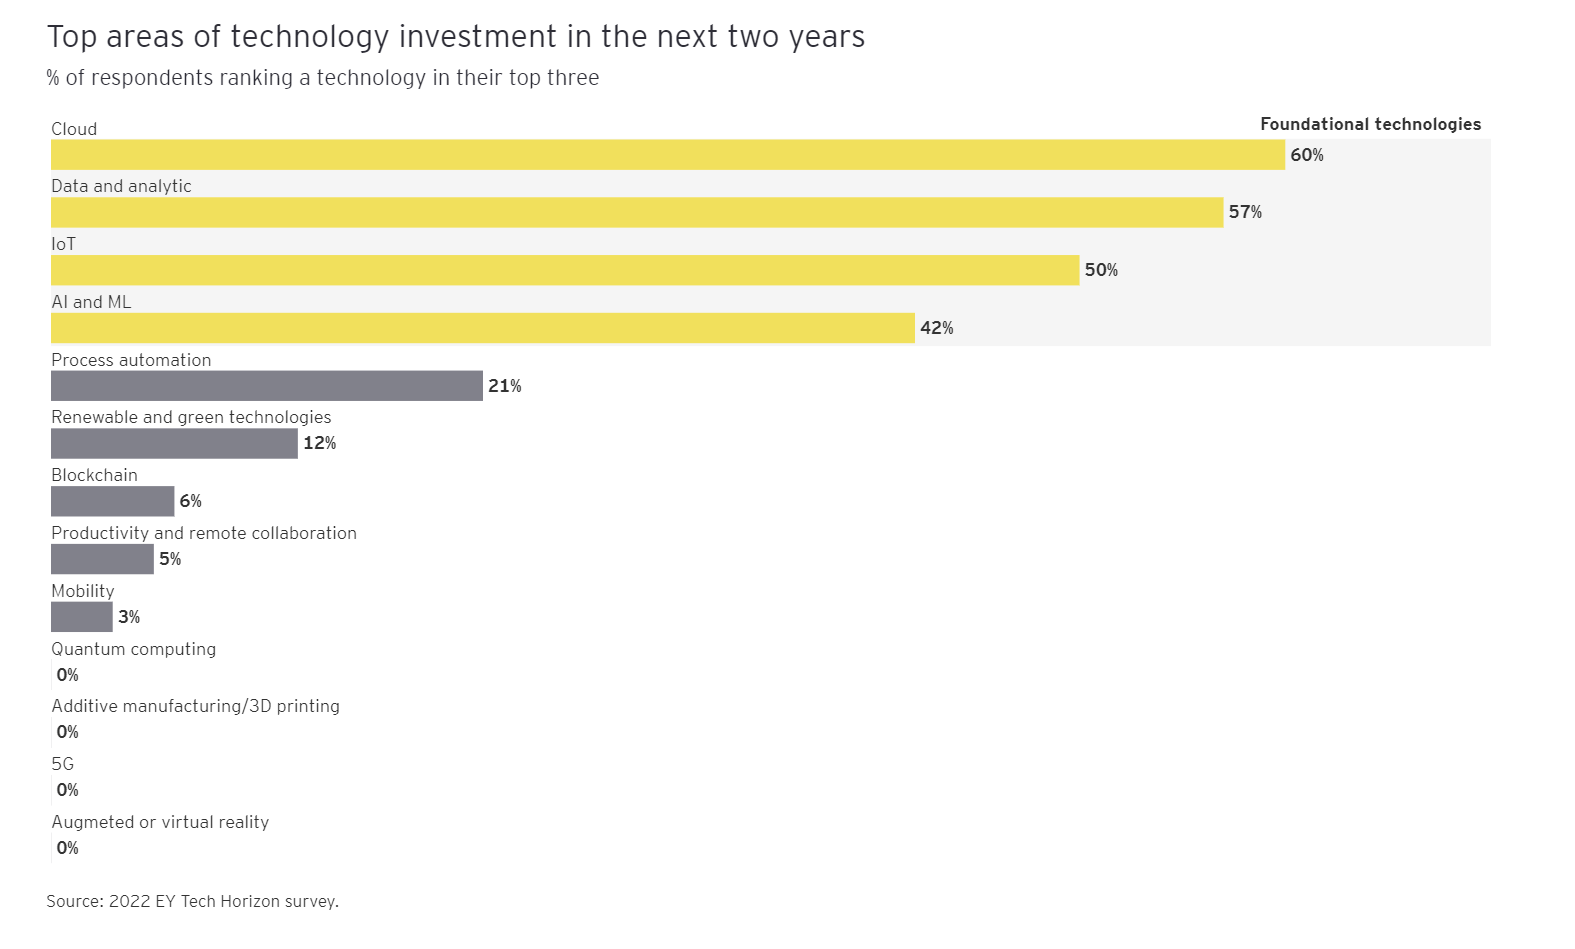 Top areas of technology investment in the next two years
% of respondents ranking a technology in their top three
Foundational technologies
Cloud
60%
Data and analytic
57%
IoT
50%
AI and ML
42%
Process automation
21%
Renewable and green technologies
12%
Blockchain
6%
Productivity and remote collaboration
5%
Mobility
3%
Quantum computing
0%
Additive manufacturing/3D printing
0%
5G
0%
Augmeted or virtual reality
0%
Source: 2022 EY Tech Horizon survey.